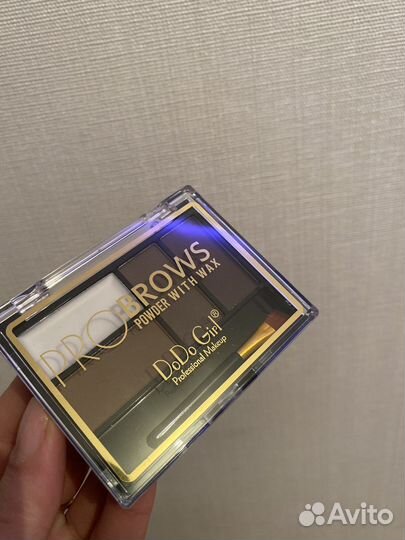 PRO BROWS
POWDER WITH WAX
DoDo Girl®
Professional Makeup
Avito